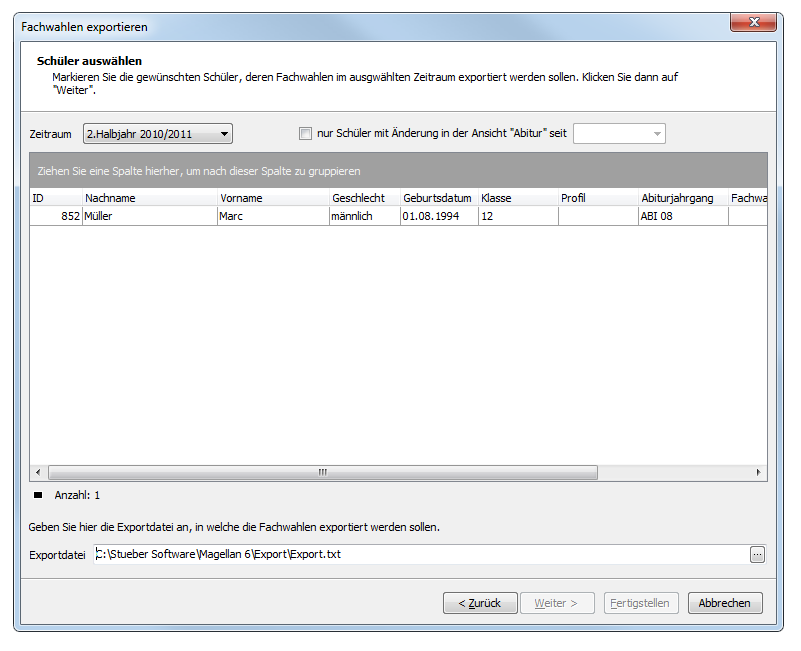 Fachwahlen exportieren
Schüler auswählen
Markieren Sie die gewünschten Schüler, deren Fachwahlen im ausgwählten Zeitraum exportiert werden sollen. Klicken Sie dann auf
"Weiter".
Zeitraum 2.Halbjahr 2010/2011 nur Schüler mit Änderung in der Ansicht "Abitur" seit
Ziehen Sie eine Spalte hierher, um nach dieser Spalte zu gruppieren
ID Nachname Vorname Geschlecht Geburtsdatum Klasse Profil Abiturjahrgang Fachwa
852 Müller Marc männlich 01.08.1994 12 ABI 08
Anzahl: 1
Geben Sie hier die Exportdatei an, in welche die Fachwahlen exportiert werden sollen.
Exportdatei C:\Stueber Software\Magellan 6\Export\Export.txt ...
< Zurück Weiter > Fertigstellen Abbrechen